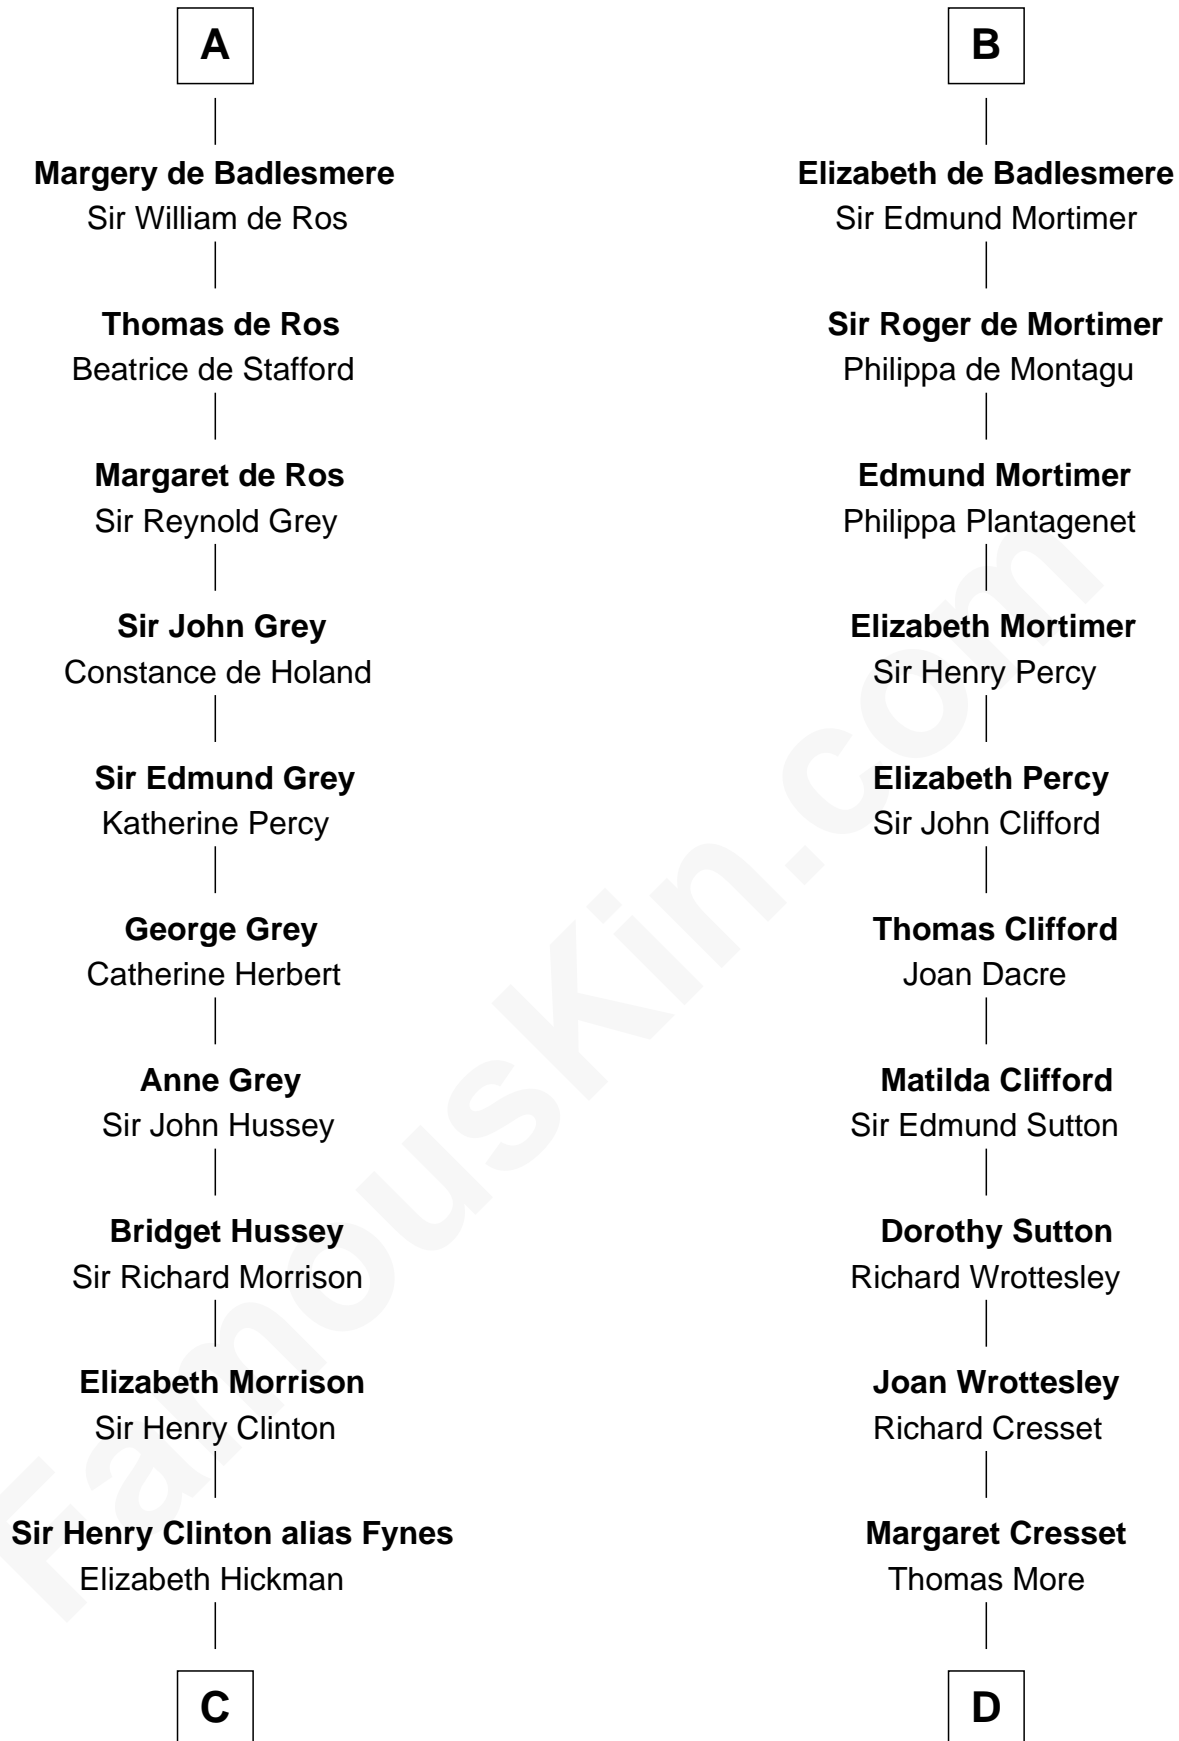 A
Margery de Badlesmere
Sir William de Ros
Thomas de Ros
Beatrice de Stafford
Margaret de Ros
Sir Reynold Grey
Sir John Grey
Constance de Holand
Sir Edmund Grey
Katherine Percy
George Grey
Catherine Herbert
Anne Grey
Sir John Hussey
Bridget Hussey
Sir Richard Morrison
Elizabeth Morrison
Sir Henry Clinton
Sir Henry Clinton alias Fynes
Elizabeth Hickman
C
B
Elizabeth de Badlesmere
Sir Edmund Mortimer
Sir Roger de Mortimer
Philippa de Montagu
Edmund Mortimer
Philippa Plantagenet
Elizabeth Mortimer
Sir Henry Percy
Elizabeth Percy
Sir John Clifford
Thomas Clifford
Joan Dacre
Matilda Clifford
Sir Edmund Sutton
Dorothy Sutton
Richard Wrottesley
Joan Wrottesley
Richard Cresset
Margaret Cresset
Thomas More
D
FamousKin.com